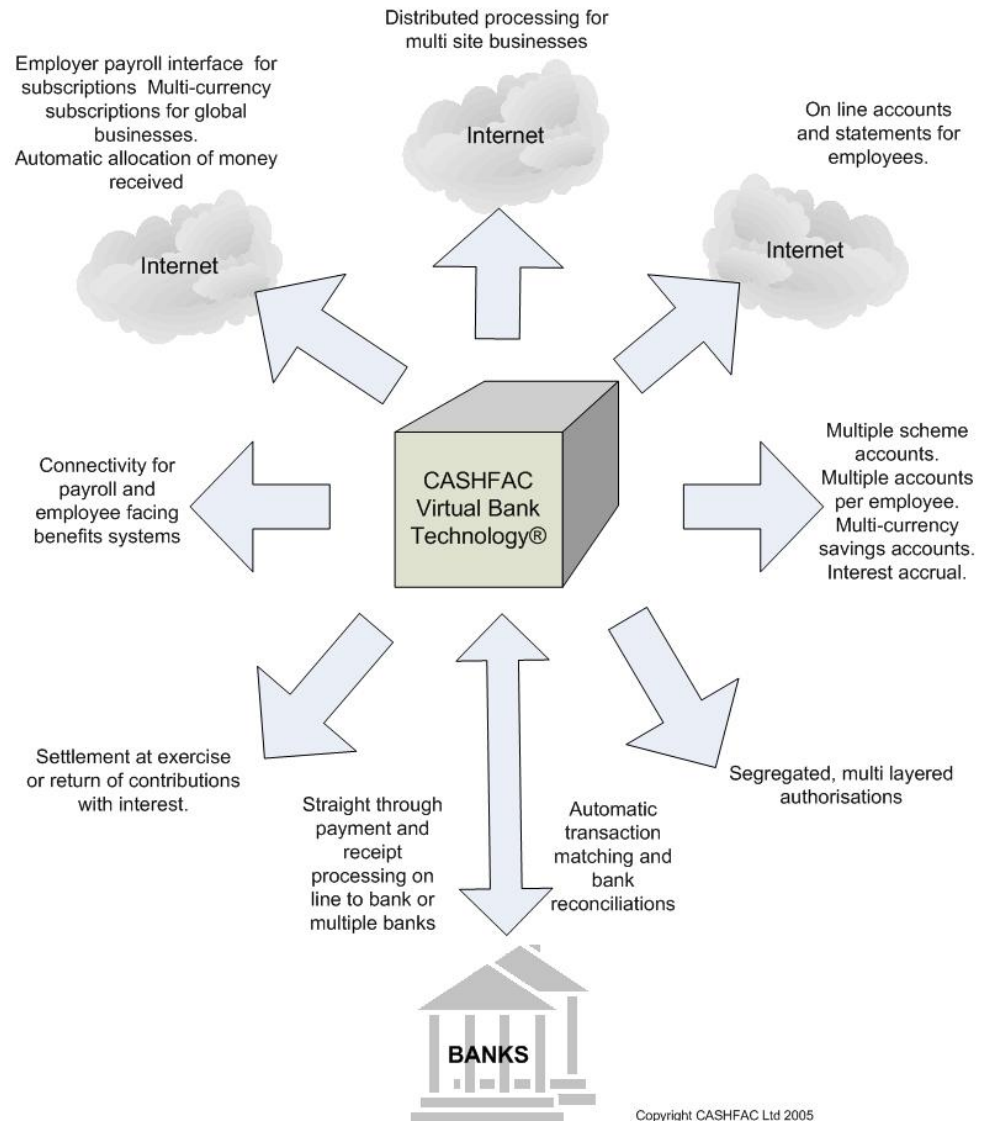 Distributed processing for
multi site businesses
Employer payroll interface for
subscriptions Multi-currency
subscriptions for global
businesses.
Automatic allocation of money
received
On line accounts
and statements for
employees.
Internet
Internet
Internet
CASHFAC
Virtual Bank
Technology®
Connectivity for
payroll and
employee facing
benefits systems
Multiple scheme
accounts.
Multiple accounts
per employee.
Multi-currency
savings accounts.
Interest accrual.
Settlement at exercise
or return of contributions
with interest.
Segregated, multi layered
authorisations
Straight through
payment and
receipt
processing on
line to bank or
multiple banks
Automatic
transaction
matching and
bank
reconciliations
BANKS
Copyright CASHFAC Ltd 2005